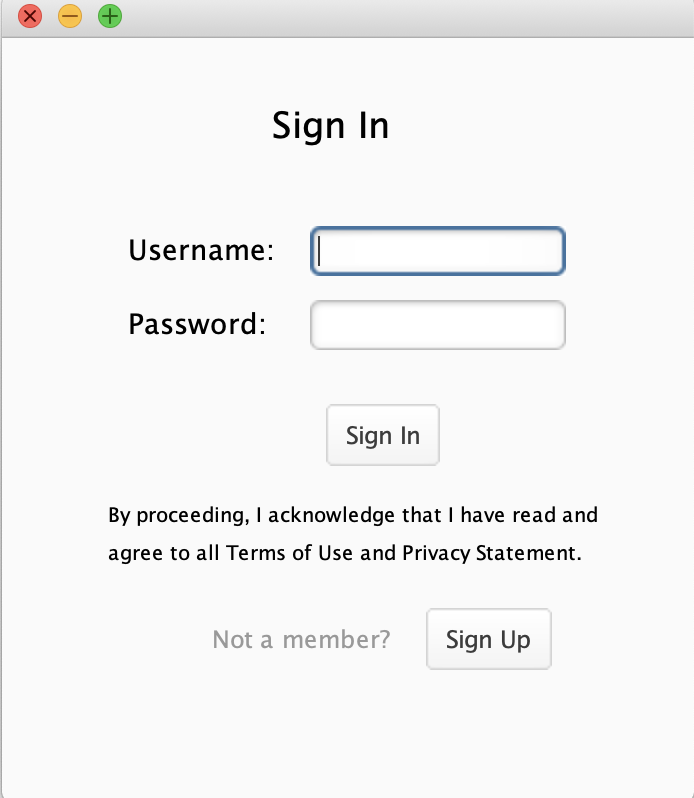 Sign In
Username:
Password:
Sign In
By proceeding, I acknowledge that I have read and
agree to all Terms of Use and Privacy Statement.
Not a member? Sign Up